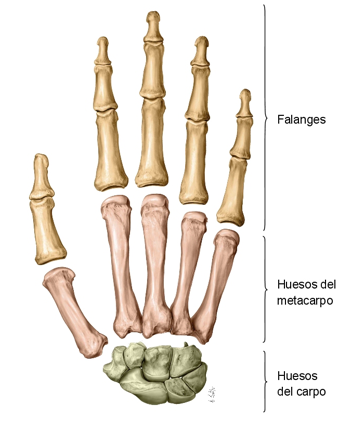 Falanges
Huesos del
metacarpo
Huesos
del carpo